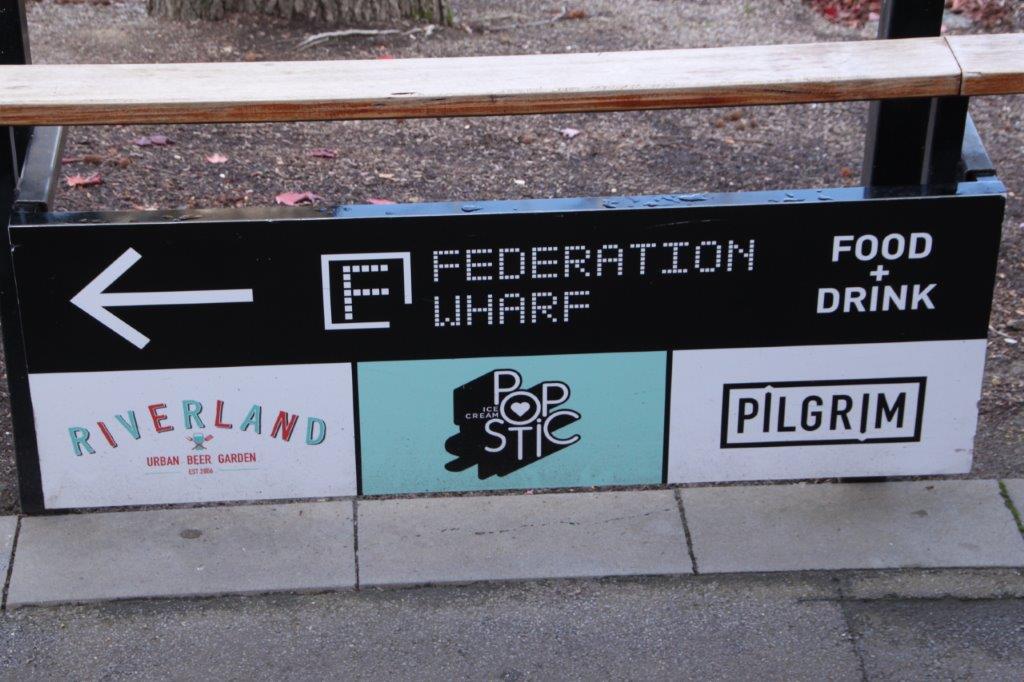 F FEDERATION
WHARF
FOOD
+
DRINK
RIVERLAND
URBAN BEER GARDEN
EST 2006
ICE
CREAM
POP
STiC
PiLGRIM